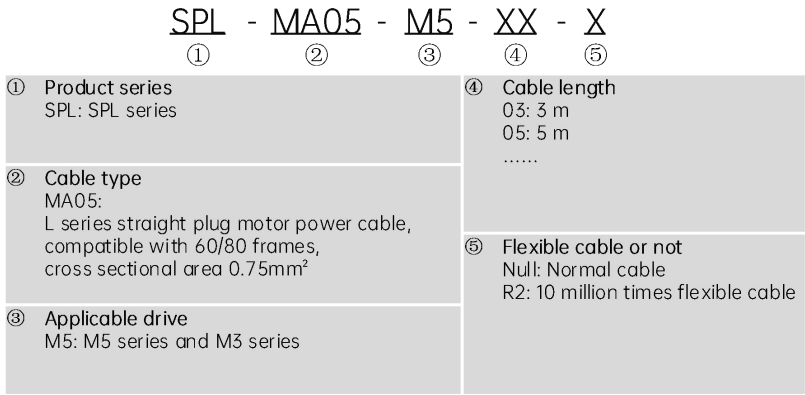 SPL - MA05 - M5 - XX - X
① ② ③ ④ ⑤
① Product series
SPL: SPL series
② Cable type
MA05:
L series straight plug motor power cable,
compatible with 60/80 frames,
cross sectional area 0.75mm²
③ Applicable drive
M5: M5 series and M3 series
④ Cable length
03: 3 m
05: 5 m
......
⑤ Flexible cable or not
Null: Normal cable
R2: 10 million times flexible cable